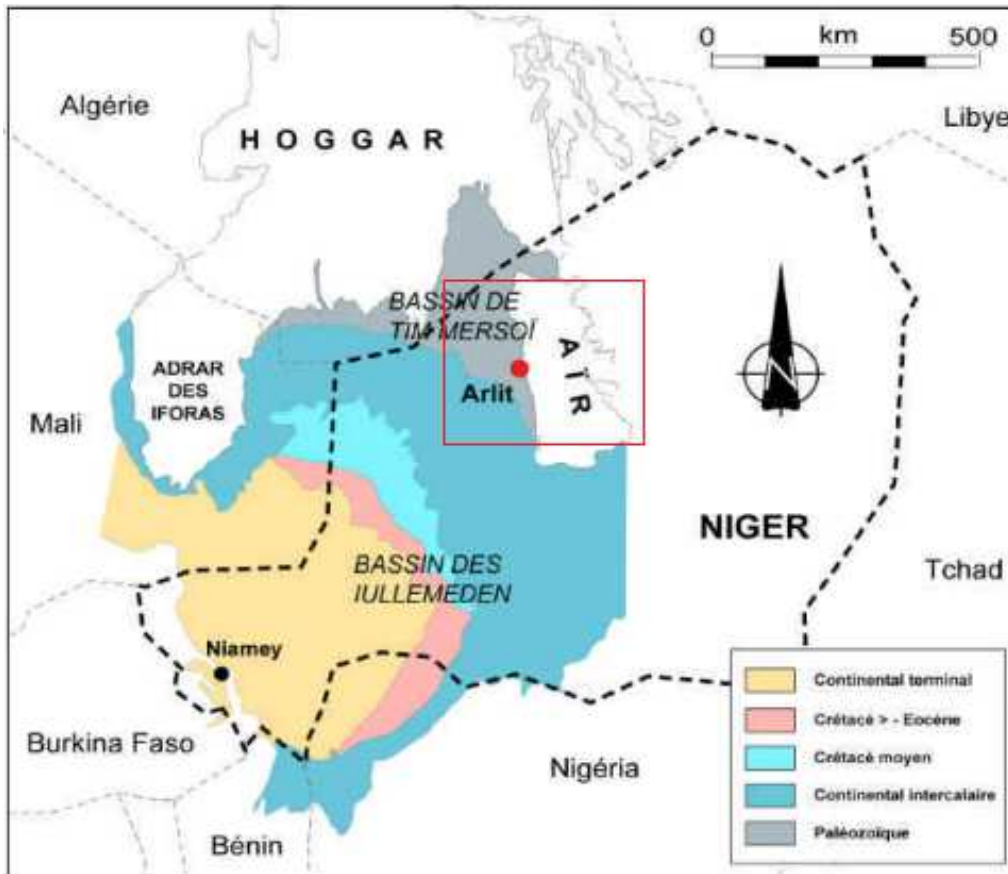 0 km 500
Algérie
Libye
HOGGAR
BASSIN DE
TIM MERSOÏ
AÏR
ADRAR
DES
IFORAS
Arlit
Mali
N
NIGER
BASSIN DES
IULLEMEDEN
Tchad
Niamey
Burkina Faso
Nigéria
Bénin
Continental terminal
Crétacé > - Eocène
Crétacé moyen
Continental intercalaire
Paléozoïque